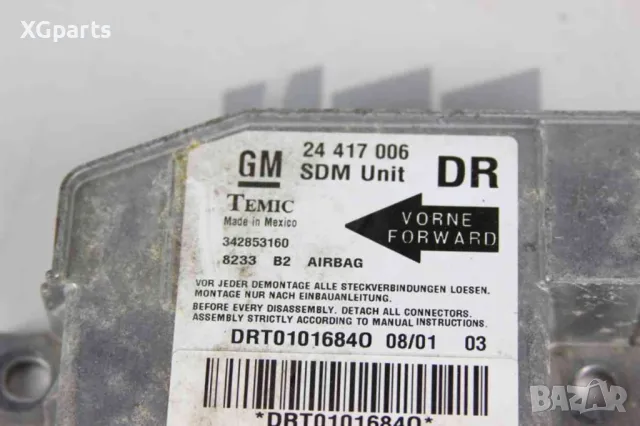 XGparts
GM
24 417 006
SDM Unit
DR
TEMIC
Made in Mexico
342853160
8233 B2 AIRBAG
VORNE
FORWARD
VOR JEDER DEMONTAGE ALLE STECKVERBINDUNGEN LOESEN.
MONTAGE NUR NACH EINBAUANLEITUNG.
BEFORE EVERY DISASSEMBLY. DETACH ALL CONNECTORS.
ASSEMBLY STRICTLY ACCORDING TO MANUAL INSTRUCTIONS.
DRT0101684O 08/01 03
*DRT0101684O*
BAZAR